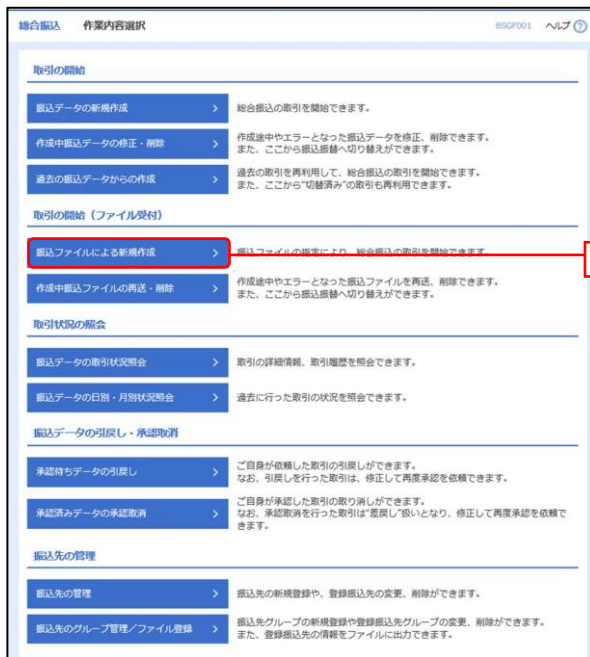 総合振込 作業内容選択 BSGF001 ヘルプ ?
取引の開始
振込データの新規作成 > 総合振込の取引を開始できます。
作成中振込データの修正・削除 > 作成途中やエラーとなった振込データを修正、削除できます。
また、ここから振込振替へ切り替えができます。
過去の振込データからの作成 > 過去の取引を再利用して、総合振込の取引を開始できます。
また、ここから"切替済み"の取引も再利用できます。
取引の開始（ファイル受付）
振込ファイルによる新規作成 > 振込ファイルの指定により、総合振込の取引を開始できます。
作成中振込ファイルの再送・削除 > 作成途中やエラーとなった振込ファイルを再送、削除できます。
また、ここから振込振替へ切り替えができます。
取引状況の照会
振込データの取引状況照会 > 取引の詳細情報、取引履歴を照会できます。
振込データの日別・月別状況照会 > 過去に行った取引の状況を照会できます。
振込データの引戻し・承認取消
承認待ちデータの引戻し > ご自身が依頼した取引の引戻しができます。
なお、引戻しを行った取引は、修正して再度承認を依頼できます。
承認済みデータの承認取消 > ご自身が承認した取引の取り消しができます。
なお、承認取消を行った取引は"差戻し"扱いとなり、修正して再度承認を依頼で
きます。
振込先の管理
振込先の管理 > 振込先の新規登録や、登録振込先の変更、削除ができます。
振込先のグループ管理／ファイル登録 > 振込先グループの新規登録や登録振込先グループの変更、削除ができます。
また、登録振込先の情報をファイルに出力できます。